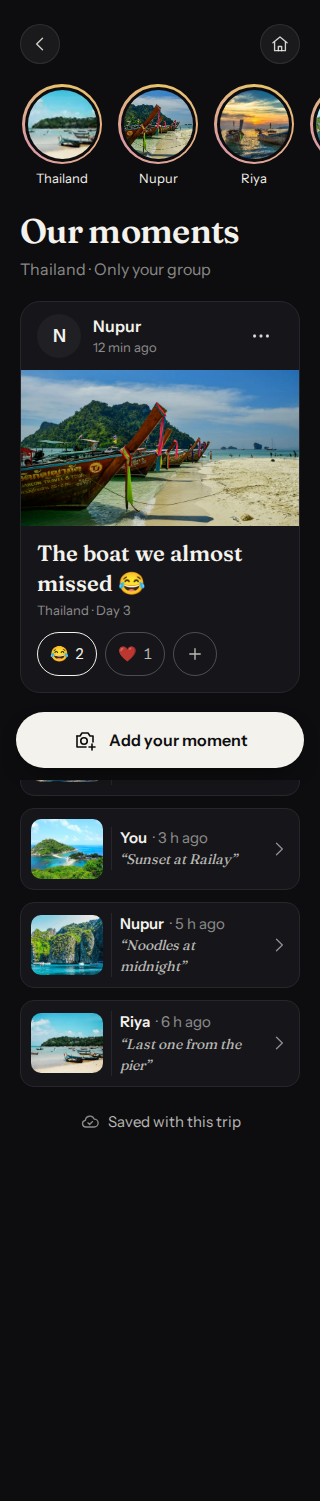 Thailand
Nupur
Riya
Our moments
Thailand · Only your group
N
Nupur
12 min ago
12
The boat we almost
missed 😂
Thailand · Day 3
😂 2
❤️ 1
Add your moment
You · 3 h ago
“Sunset at Railay”
Nupur · 5 h ago
“Noodles at
midnight”
Riya · 6 h ago
“Last one from the
pier”
Saved with this trip